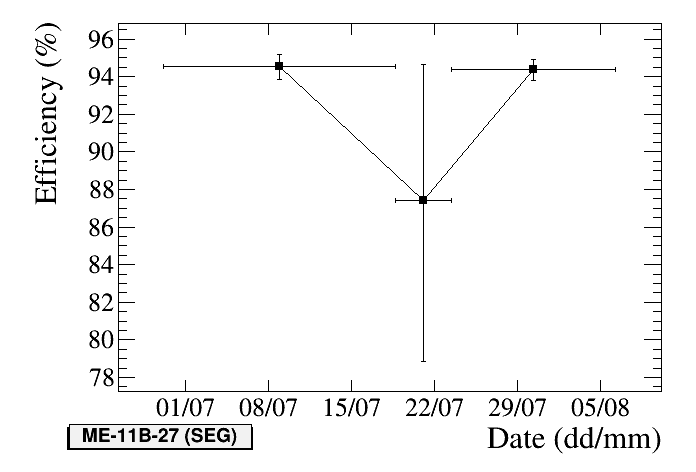 Efficiency (%)
96
94
92
90
88
86
84
82
80
78
01/07 08/07 15/07 22/07 29/07 05/08
ME-11B-27 (SEG)
Date (dd/mm)